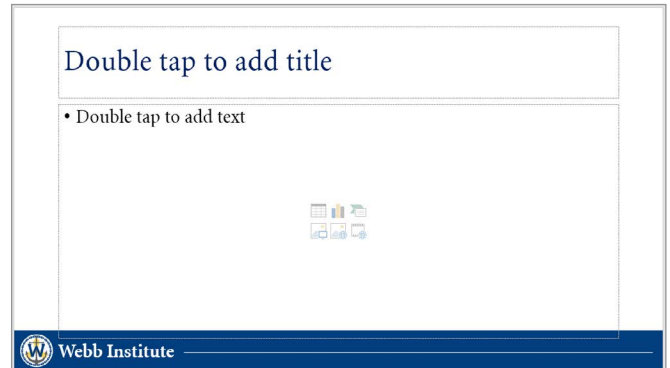 Double tap to add title
• Double tap to add text
W
Webb Institute